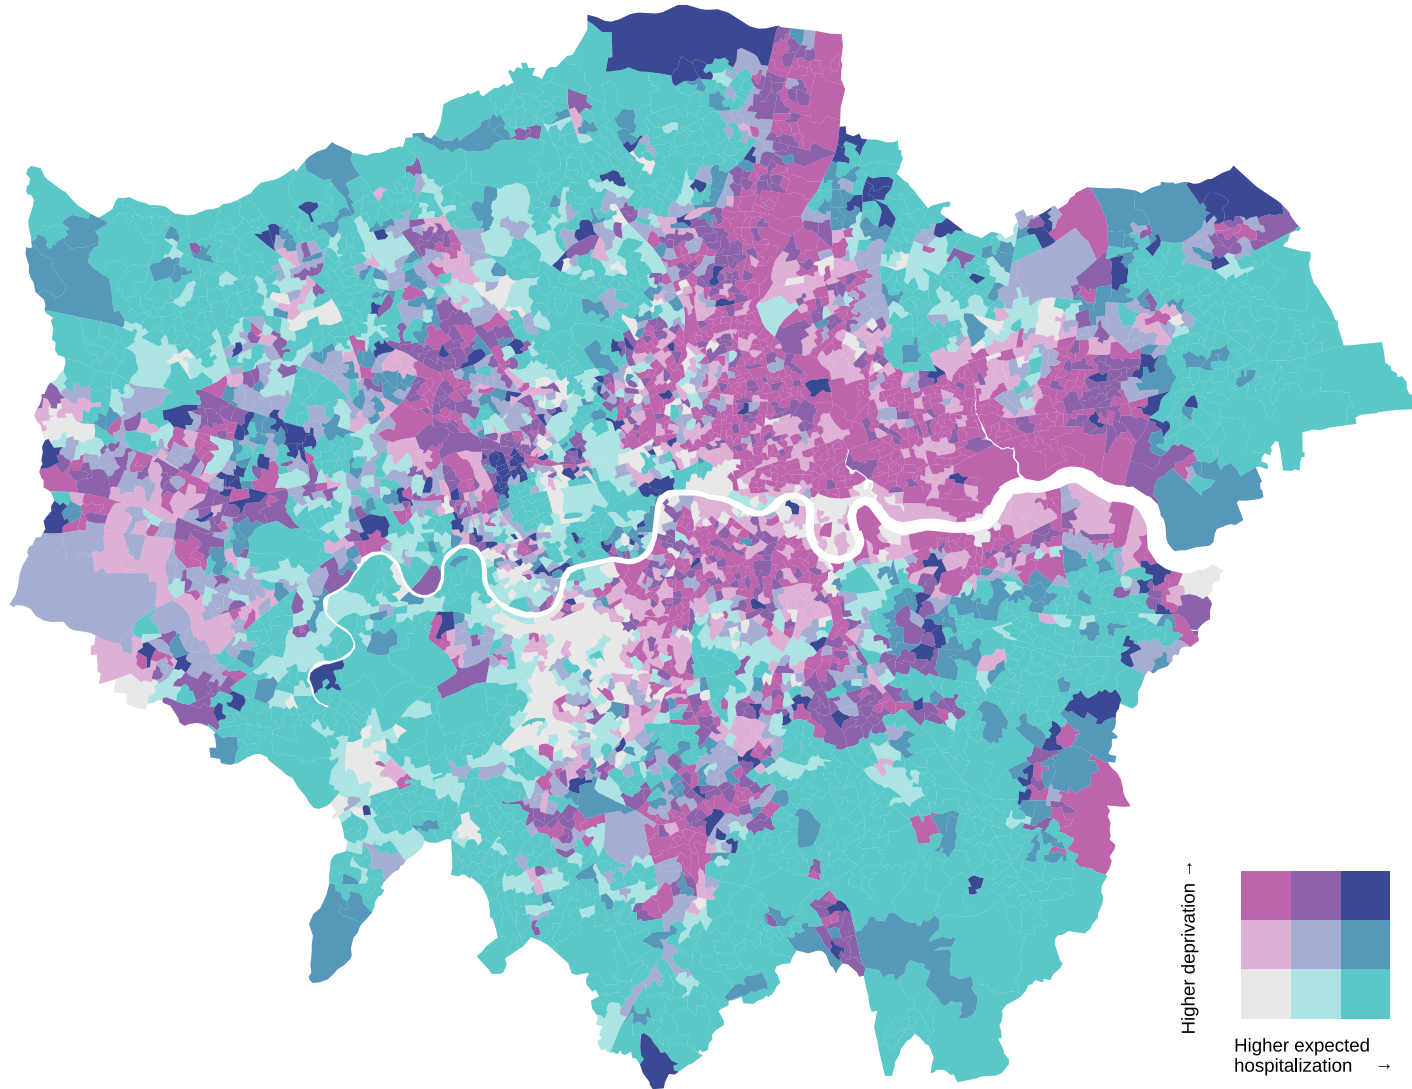 Higher deprivation →
Higher expected
hospitalization →